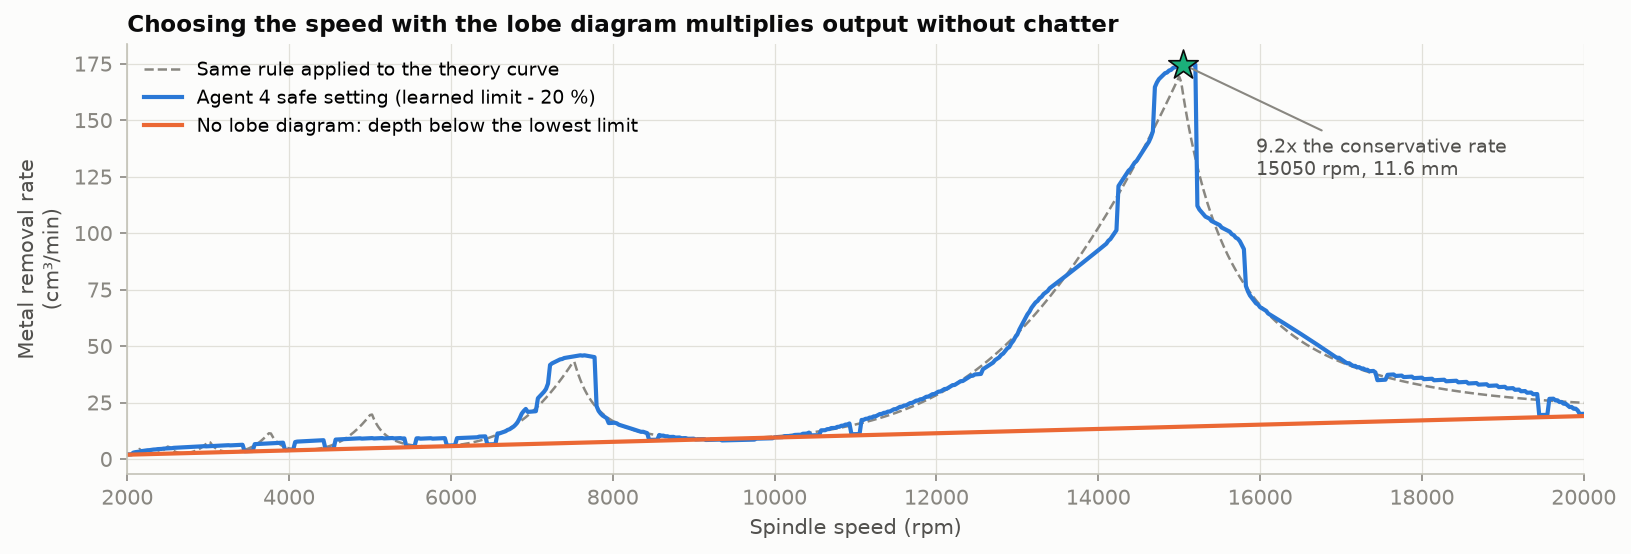 Choosing the speed with the lobe diagram multiplies output without chatter
Same rule applied to the theory curve
Agent 4 safe setting (learned limit - 20 %)
No lobe diagram: depth below the lowest limit
9.2x the conservative rate
15050 rpm, 11.6 mm
Metal removal rate
(cm³/min)
175
150
125
100
75
50
25
0
2000 4000 6000 8000 10000 12000 14000 16000 18000 20000
Spindle speed (rpm)